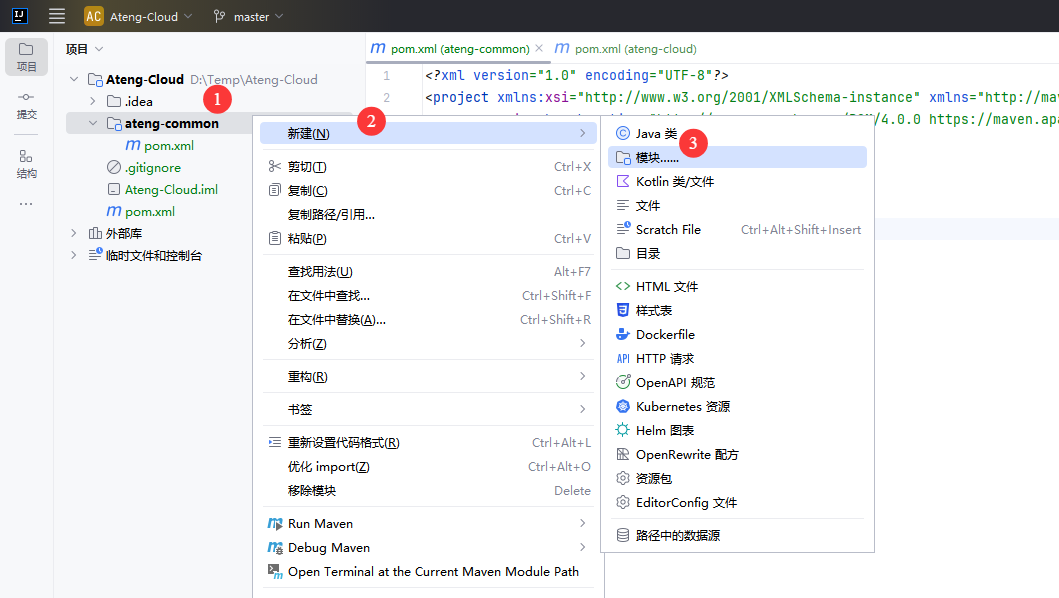 IJ
AC Ateng-Cloud master
项目
项目
提交
结构
Ateng-Cloud D:\Temp\Ateng-Cloud
.idea
ateng-common
pom.xml
.gitignore
Ateng-Cloud.iml
pom.xml
外部库
临时文件和控制台
1
pom.xml (ateng-common) pom.xml (ateng-cloud)
1 <?xml version="1.0" encoding="UTF-8"?>
2 <project xmlns:xsi="http://www.w3.org/2001/XMLSchema-instance" xmlns="http://mav
/4.0.0 https://maven.apa
2
新建(N)
剪切(T) Ctrl+X
复制(C) Ctrl+C
复制路径/引用...
粘贴(P) Ctrl+V
查找用法(U) Alt+F7
在文件中查找... Ctrl+Shift+F
在文件中替换(A)... Ctrl+Shift+R
分析(Z)
重构(R)
书签
重新设置代码格式(R) Ctrl+Alt+L
优化 import(Z) Ctrl+Alt+O
移除模块 Delete
Run Maven
Debug Maven
Open Terminal at the Current Maven Module Path
Java 类
3
模块......
Kotlin 类/文件
文件
Scratch File Ctrl+Alt+Shift+Insert
目录
HTML 文件
样式表
Dockerfile
API HTTP 请求
OpenAPI 规范
Kubernetes 资源
Helm 图表
OpenRewrite 配方
资源包
EditorConfig 文件
路径中的数据源